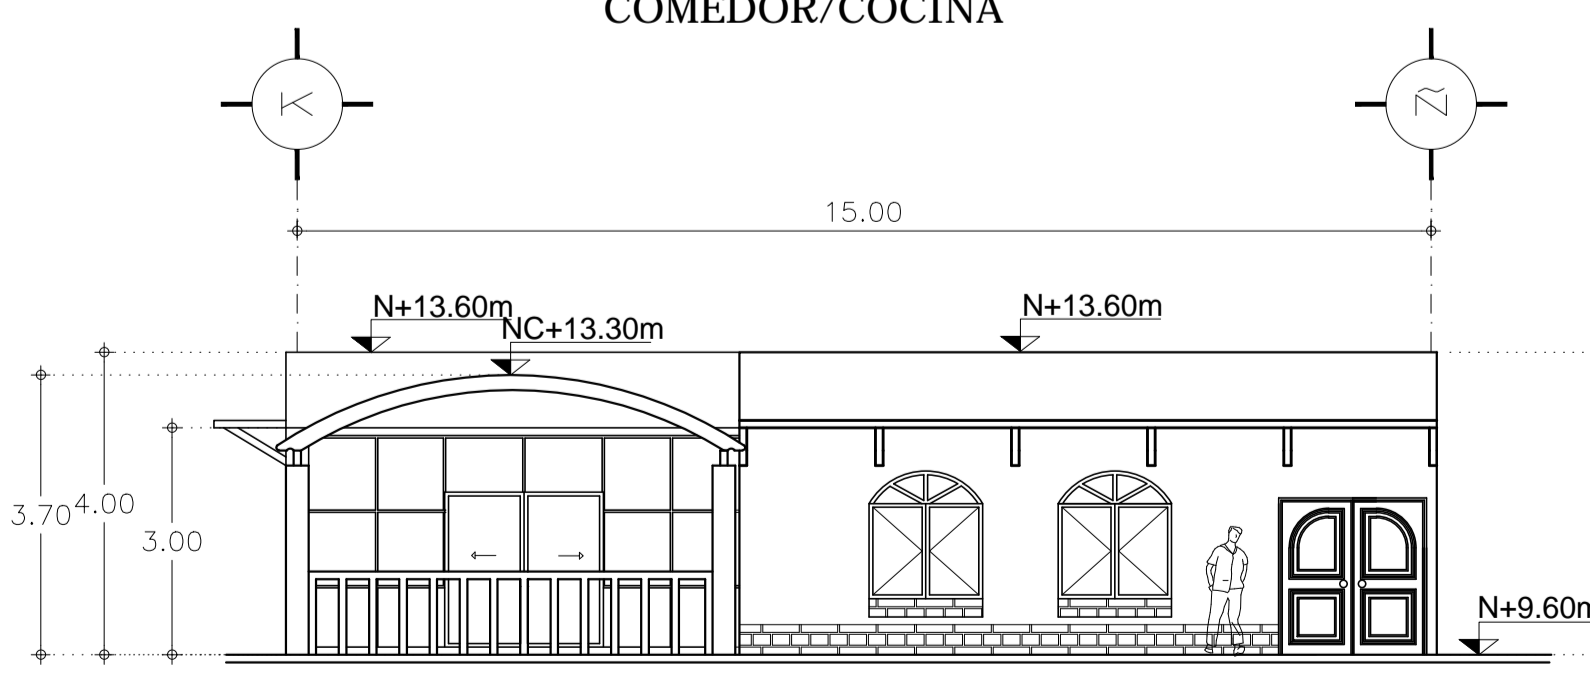 COMEDOR/COCINA
K
Ñ
15.00
N+13.60m
N+13.60m
NC+13.30m
3.70
4.00
3.00
N+9.60m